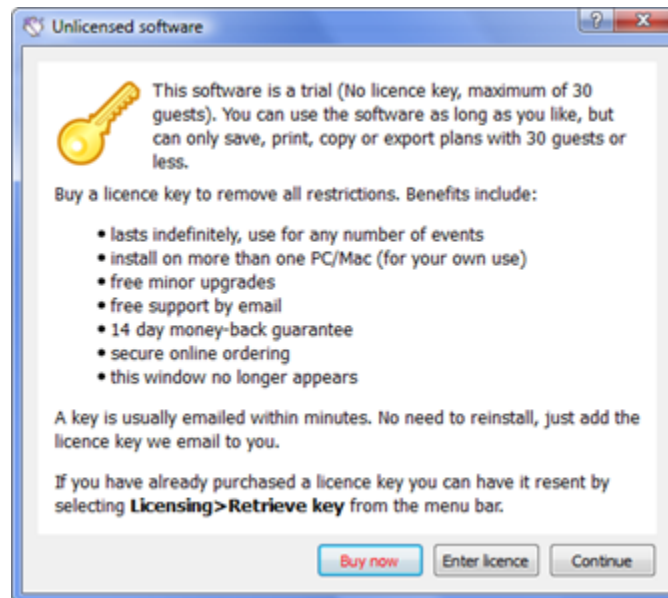 Unlicensed software
This software is a trial (No licence key, maximum of 30
guests). You can use the software as long as you like, but
can only save, print, copy or export plans with 30 guests or
less.
Buy a licence key to remove all restrictions. Benefits include:
• lasts indefinitely, use for any number of events
• install on more than one PC/Mac (for your own use)
• free minor upgrades
• free support by email
• 14 day money-back guarantee
• secure online ordering
• this window no longer appears
A key is usually emailed within minutes. No need to reinstall, just add the
licence key we email to you.
If you have already purchased a licence key you can have it resent by
selecting Licensing>Retrieve key from the menu bar.
Buy now Enter licence Continue